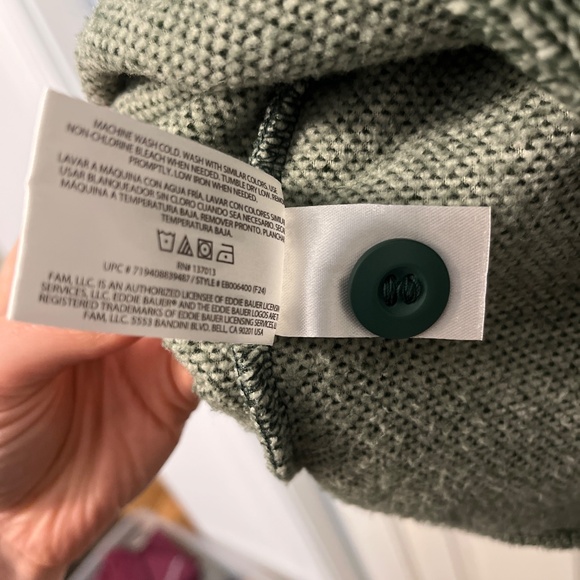 MACHINE WASH COLD, WASH WITH SIMILAR COLORS, USE
NON-CHLORINE BLEACH WHEN NEEDED. TUMBLE DRY LOW, REMOVE
PROMPTLY. LOW IRON WHEN NEEDED.
LAVAR A MÁQUINA CON AGUA FRÍA. LAVAR CON COLORES SIMILARES
USAR BLANQUEADOR SIN CLORO CUANDO SEA NECESARIO. SECAR
MÁQUINA A TEMPERATURA BAJA, REMOVER PRONTO. PLANCHAR
A TEMPERATURA BAJA.
RN# 137013
UPC # 719408839487 / STYLE # EB006400 (F24)
FAM, LLC. IS AN AUTHORIZED LICENSEE OF EDDIE BAUER LICENSING
SERVICES, LLC. EDDIE BAUER® AND THE EDDIE BAUER LOGOS ARE
REGISTERED TRADEMARKS OF EDDIE BAUER LICENSING SERVICES,
FAM, LLC. 5553 BANDINI BLVD. BELL, CA 90201 USA